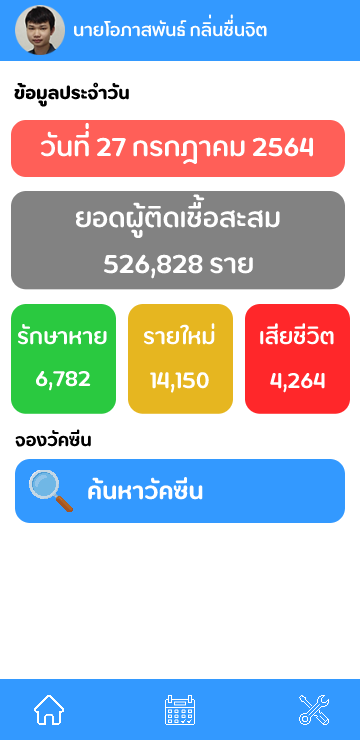 นายโอภาสพันธ์ กลิ่นชื่นจิต
ข้อมูลประจำวัน
วันที่ 27 กรกฎาคม 2564
ยอดผู้ติดเชื้อสะสม
526,828 ราย
รักษาหาย
6,782
รายใหม่
14,150
เสียชีวิต
4,264
จองวัคซีน
ค้นหาวัคซีน